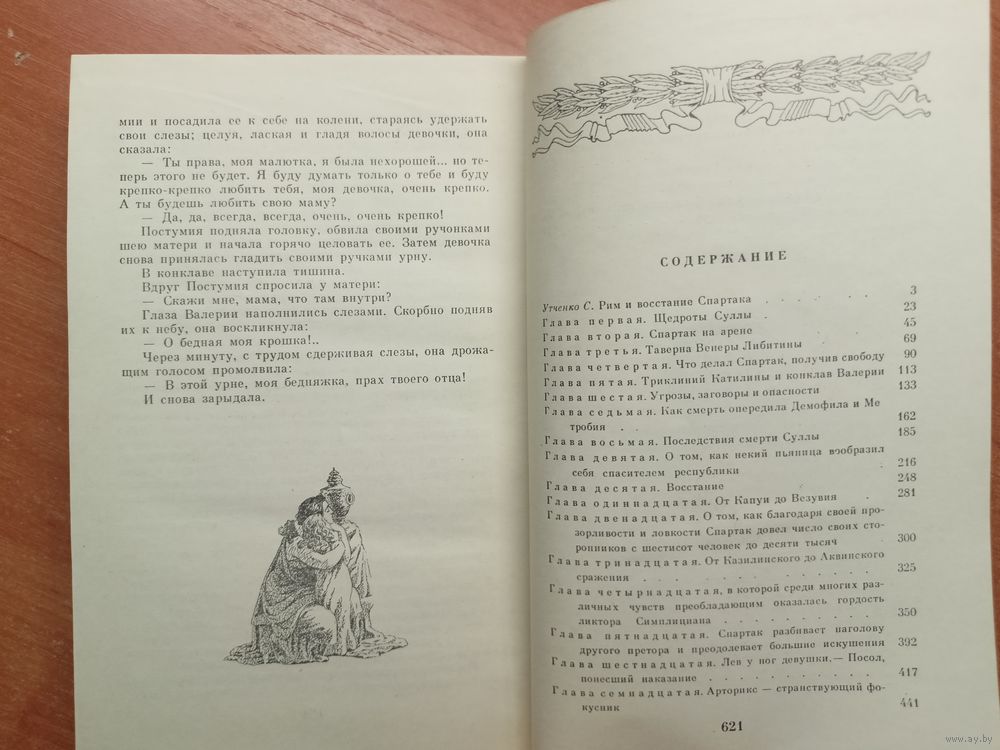 мии и посадила ее к себе на колени, стараясь удержать
свои слезы; целуя, лаская и гладя волосы девочки, она
сказала:
— Ты права, моя малютка, я была нехорошей... но те-
перь этого не будет. Я буду думать только о тебе и буду
крепко-крепко любить тебя, моя девочка, очень крепко.
А ты будешь любить свою маму?
— Да, да, всегда, всегда, очень, очень крепко!
Постумия подняла головку, обвила своими ручонками
шею матери и начала горячо целовать ее. Затем девочка
снова принялась гладить своими ручками урну.
В конклаве наступила тишина.
Вдруг Постумия спросила у матери:
— Скажи мне, мама, что там внутри?
Глаза Валерии наполнились слезами. Скорбно подняв
их к небу, она воскликнула:
— О бедная моя крошка!..
Через минуту, с трудом сдерживая слезы, она дрожа-
щим голосом промолвила:
— В этой урне, моя бедняжка, прах твоего отца!
И снова зарыдала.
СОДЕРЖАНИЕ
Утченко С. Рим и восстание Спартака . . . . . 3
Глава первая. Щедроты Суллы . 23
Глава вторая. Спартак на арене 45
Глава третья. Таверна Венеры Либитины 69
Глава четвертая. Что делал Спартак, получив свободу 90
Глава пятая. Триклиний Катилины и конклав Валерии 113
Глава шестая. Угрозы, заговоры и опасности 133
Глава седьмая. Как смерть опередила Демофила и Ме
тробия . . 162
Глава восьмая. Последствия смерти Суллы 185
Глава девятая. О том, как некий пьяница вообразил
себя спасителем республики 216
Глава десятая. Восстание 248
Глава одиннадцатая. От Капуи до Везувия . 281
Глава двенадцатая. О том, как благодаря своей про-
зорливости и ловкости Спартак довел число своих сто-
ронников с шестисот человек до десяти тысяч 300
Глава тринадцатая. От Казилинского до Аквинского
сражения . . . . . . . . . . . 325
Глава четырнадцатая, в которой среди многих раз-
личных чувств преобладающим оказалась гордость
ликтора Симплициана . . . . . . . . 350
Глава пятнадцатая. Спартак разбивает наголову
другого претора и преодолевает большие искушения 392
Глава шестнадцатая. Лев у ног девушки.— Посол,
понесший наказание . . . . . . . . . 417
Глава семнадцатая. Арторикс — странствующий фо-
кусник 441
621
www.ay.by